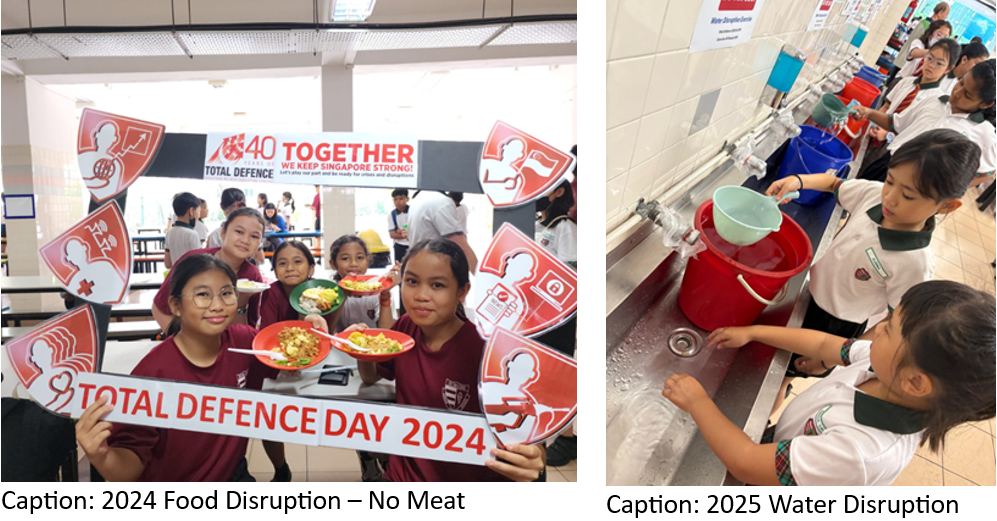 40
YEARS OF
TOTAL DEFENCE
TOGETHER
WE KEEP SINGAPORE STRONG!
Let's play our part and be ready for crises and disruptions
TOTAL DEFENCE DAY 2024
Caption: 2024 Food Disruption – No Meat
Water Disruption Exercise
Caption: 2025 Water Disruption